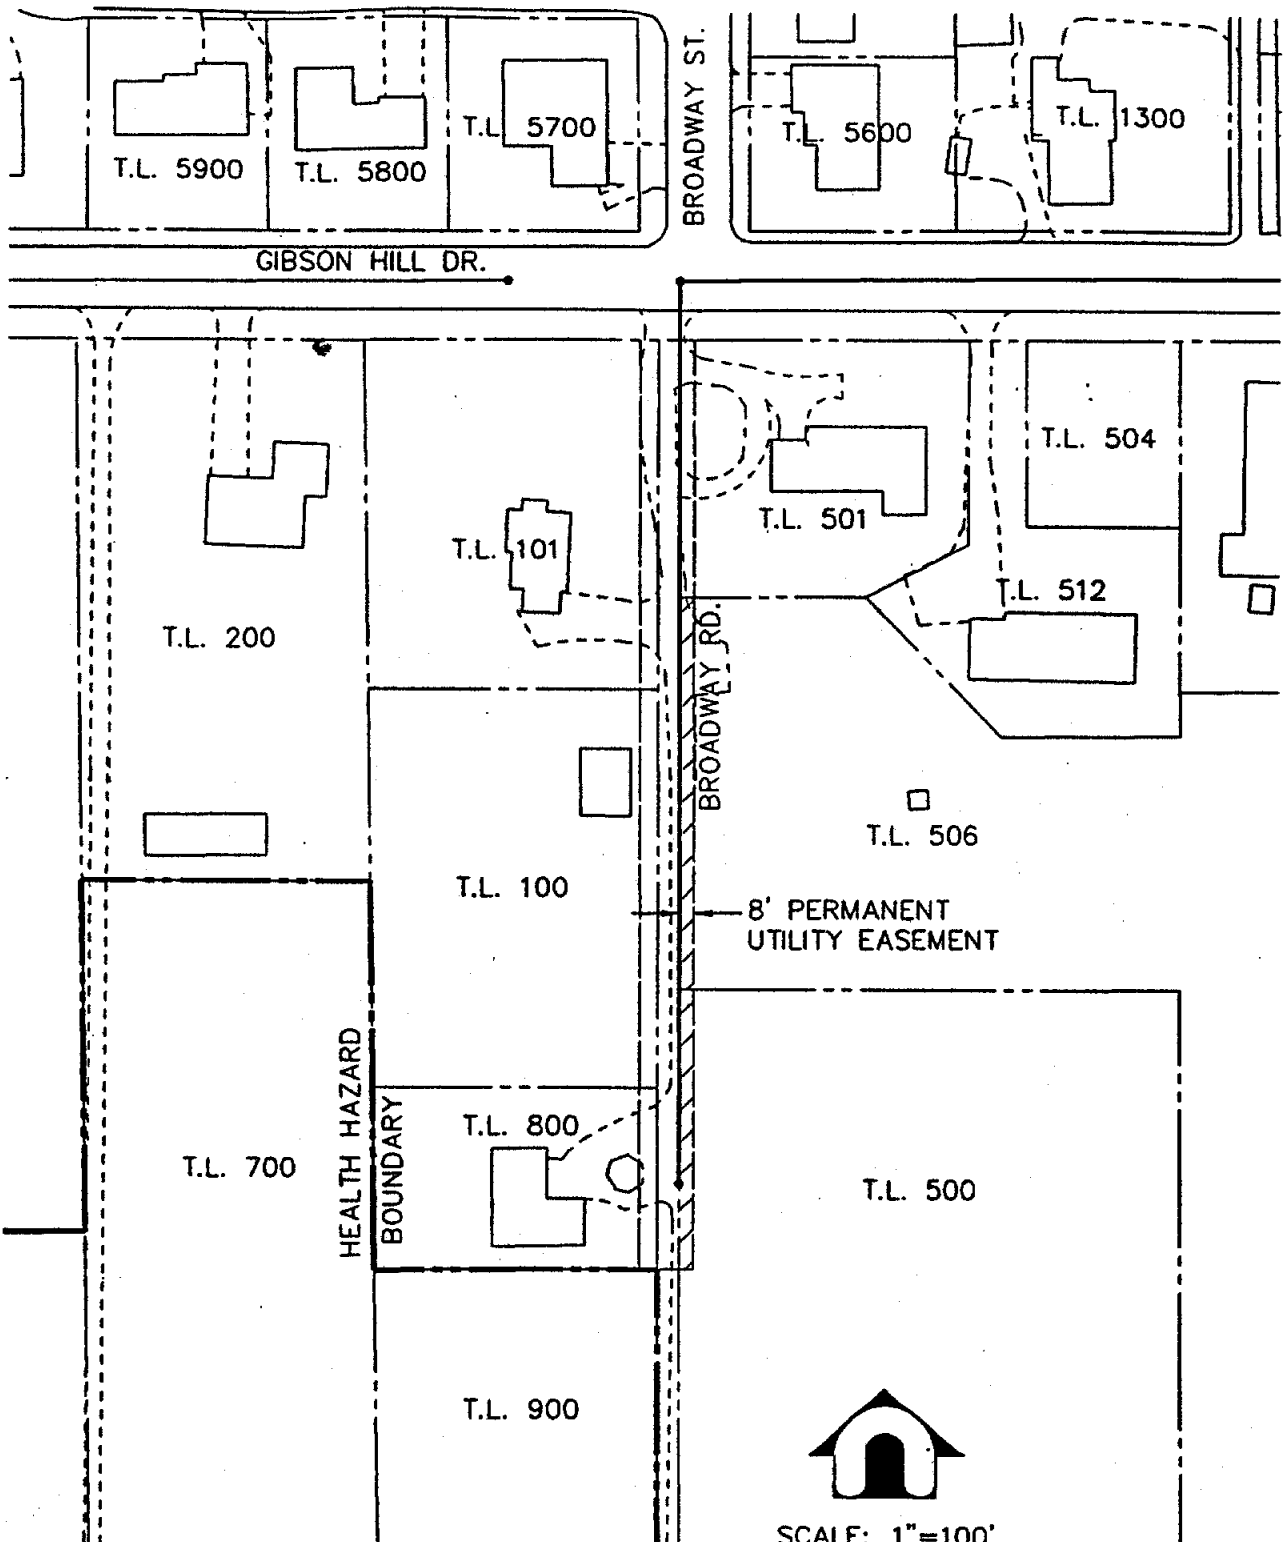 BROADWAY ST.
T.L. 5700
T.L. 1300
T.L. 5600
T.L. 5900
T.L. 5800
GIBSON HILL DR.
T.L. 504
T.L. 501
T.L. 101
T.L. 512
T.L. 200
BROADWAY RD.
T.L. 506
T.L. 100
8' PERMANENT
UTILITY EASEMENT
HEALTH HAZARD
BOUNDARY
T.L. 800
T.L. 700
T.L. 500
T.L. 900
SCALE: 1"=100'